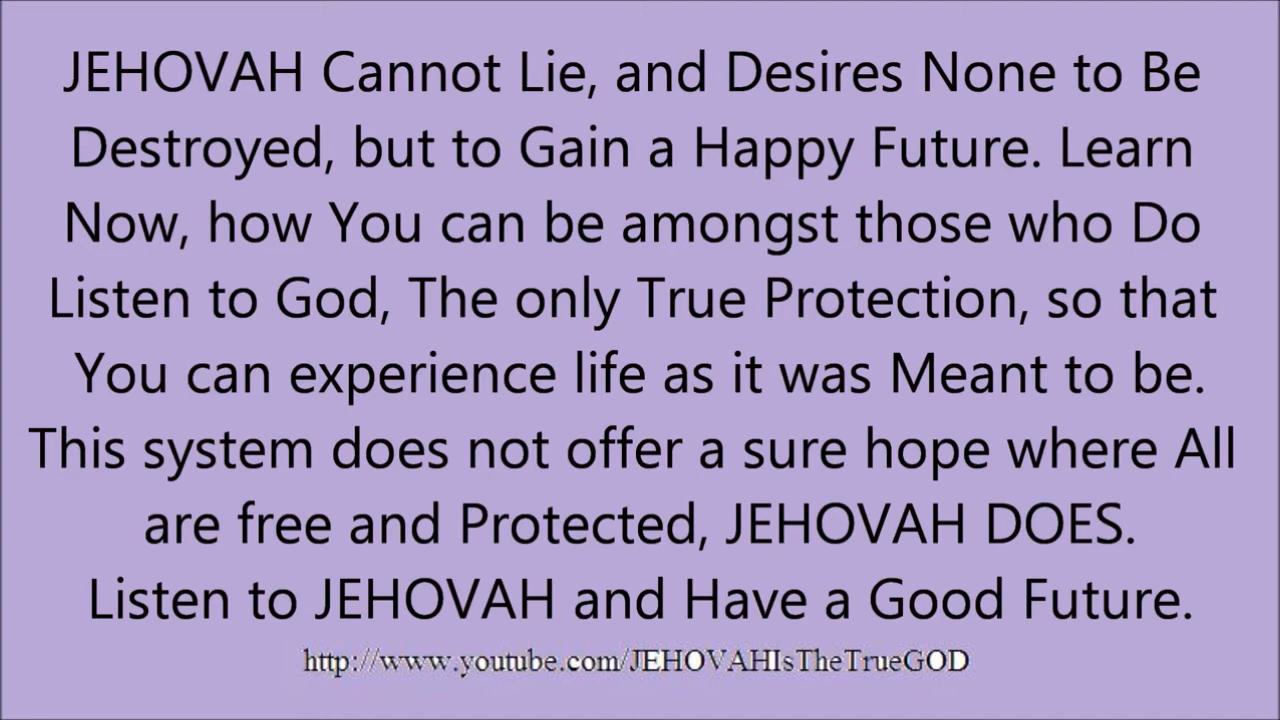 JEHOVAH Cannot Lie, and Desires None to Be
Destroyed, but to Gain a Happy Future. Learn
Now, how You can be amongst those who Do
Listen to God, The only True Protection, so that
You can experience life as it was Meant to be.
This system does not offer a sure hope where All
are free and Protected, JEHOVAH DOES.
Listen to JEHOVAH and Have a Good Future.
http://www.youtube.com/JEHOVAHIsTheTrueGOD